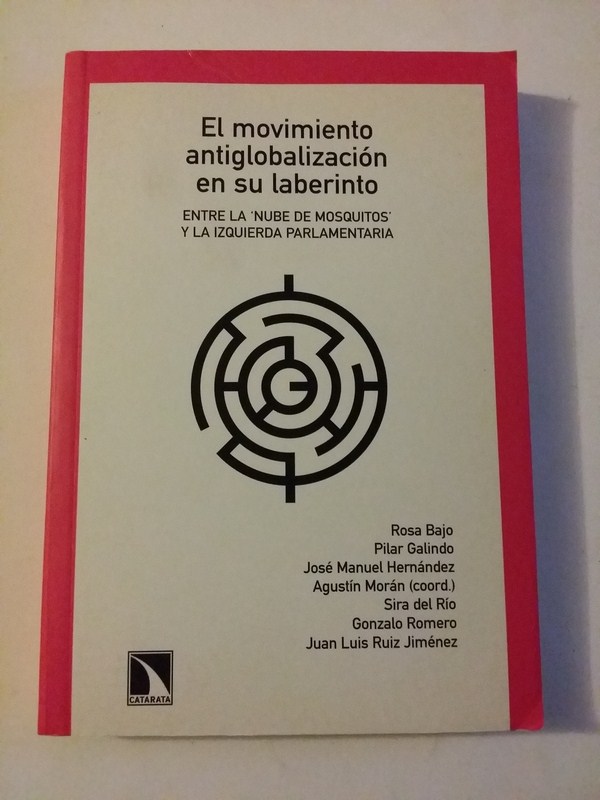 El movimiento
antiglobalización
en su laberinto
ENTRE LA 'NUBE DE MOSQUITOS'
Y LA IZQUIERDA PARLAMENTARIA
Rosa Bajo
Pilar Galindo
José Manuel Hernández
Agustín Morán (coord.)
Sira del Río
Gonzalo Romero
Juan Luis Ruiz Jiménez
CATARATA